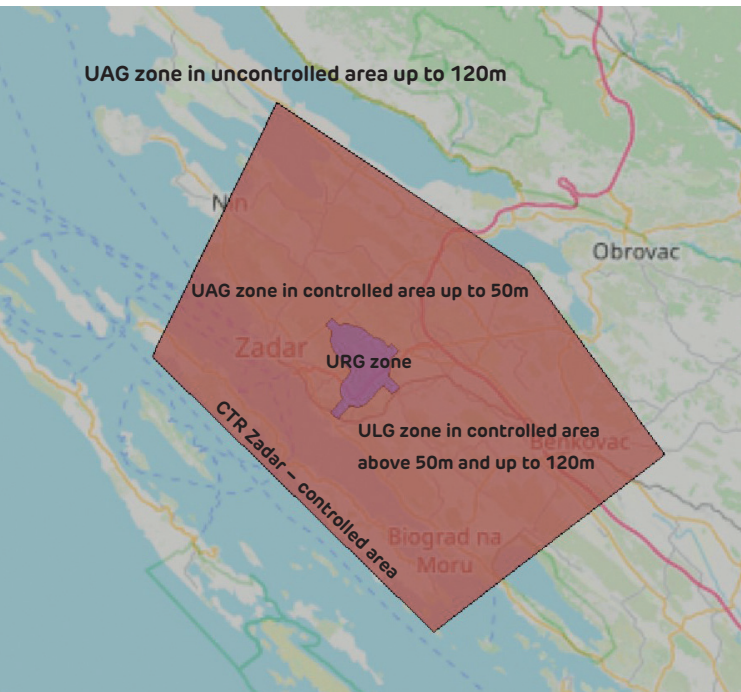 UAG zone in uncontrolled area up to 120m
Nin
Obrovac
UAG zone in controlled area up to 50m
Zadar
URG zone
CTR Zadar – controlled area
ULG zone in controlled area
above 50m and up to 120m
Benkovac
Biograd na
Moru